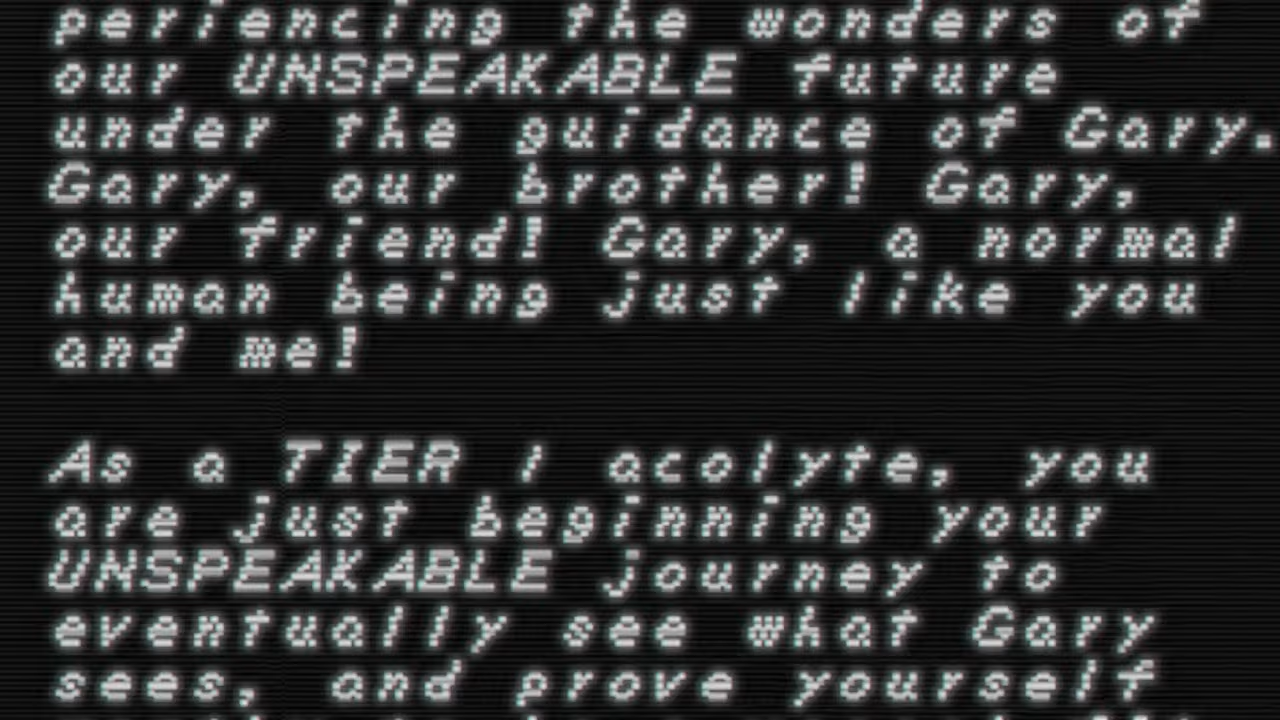 periencing the wonders of
our UNSPEAKABLE future
under the guidance of Gary.
Gary, our brother! Gary,
our friend! Gary, a normal
human being just like you
and me!
As a TIER 1 acolyte, you
are just beginning your
UNSPEAKABLE journey to
eventually see what Gary
sees, and prove yourself